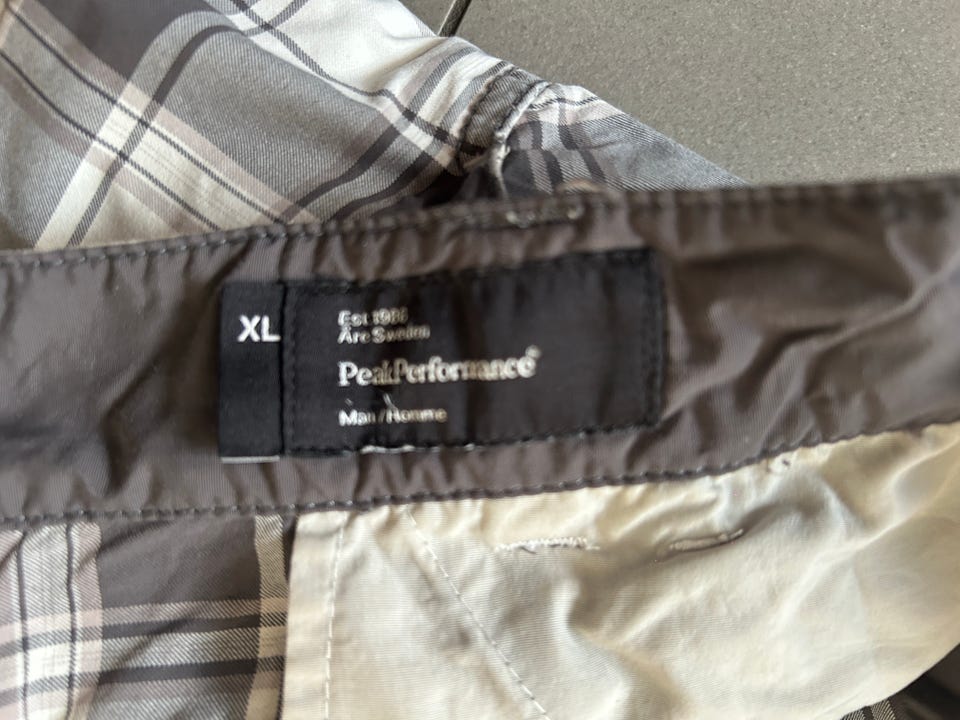 XL
Est 1986
Åre Sweden
PeakPerformance®
Man / Homme